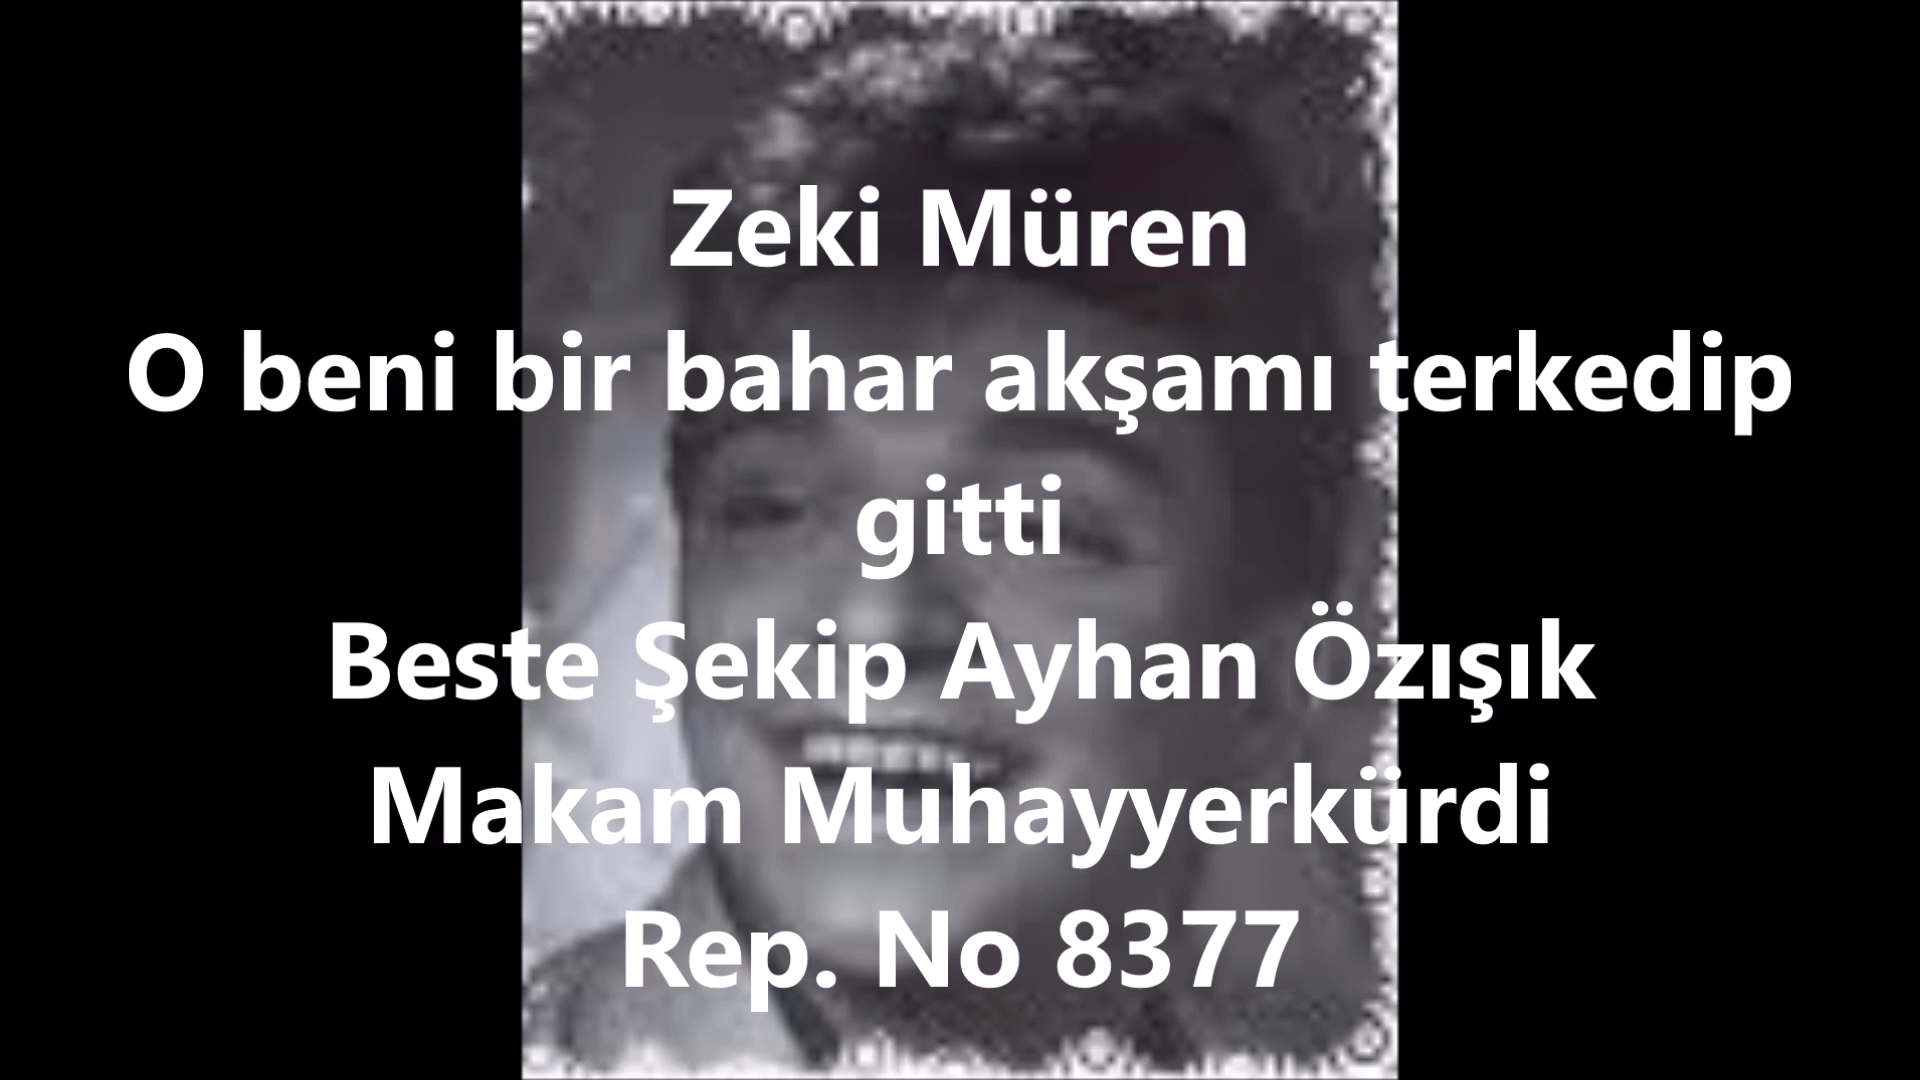 Zeki Müren
O beni bir bahar akşamı terkedip
gitti
Beste Şekip Ayhan Özışık
Makam Muhayyerkürdi
Rep. No 8377